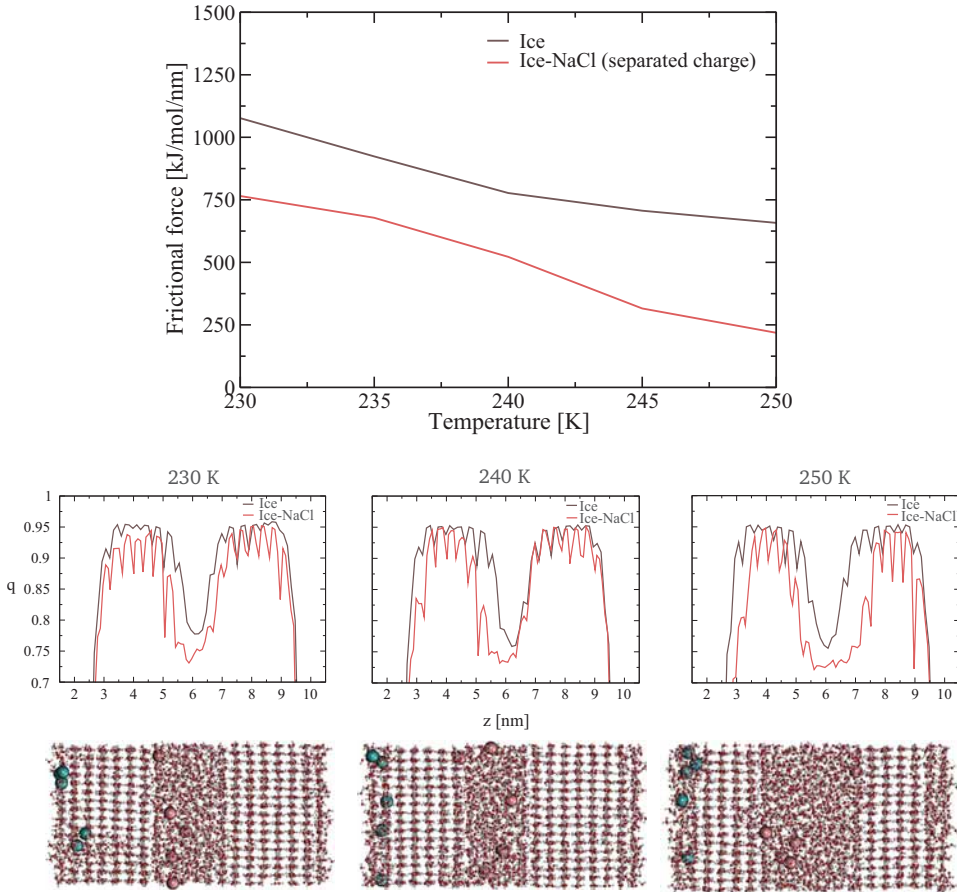 1500
Ice
Ice-NaCl (separated charge)
1250
1000
750
500
250
0
Frictional force [kJ/mol/nm]
230 235 240 245 250
Temperature [K]
230 K 240 K 250 K
1
0.95
0.9
0.85
0.8
0.75
0.7
q
Ice
Ice-NaCl
Ice
Ice-NaCl
Ice
Ice-NaCl
2 3 4 5 6 7 8 9 10 2 3 4 5 6 7 8 9 10 2 3 4 5 6 7 8 9 10
z [nm]